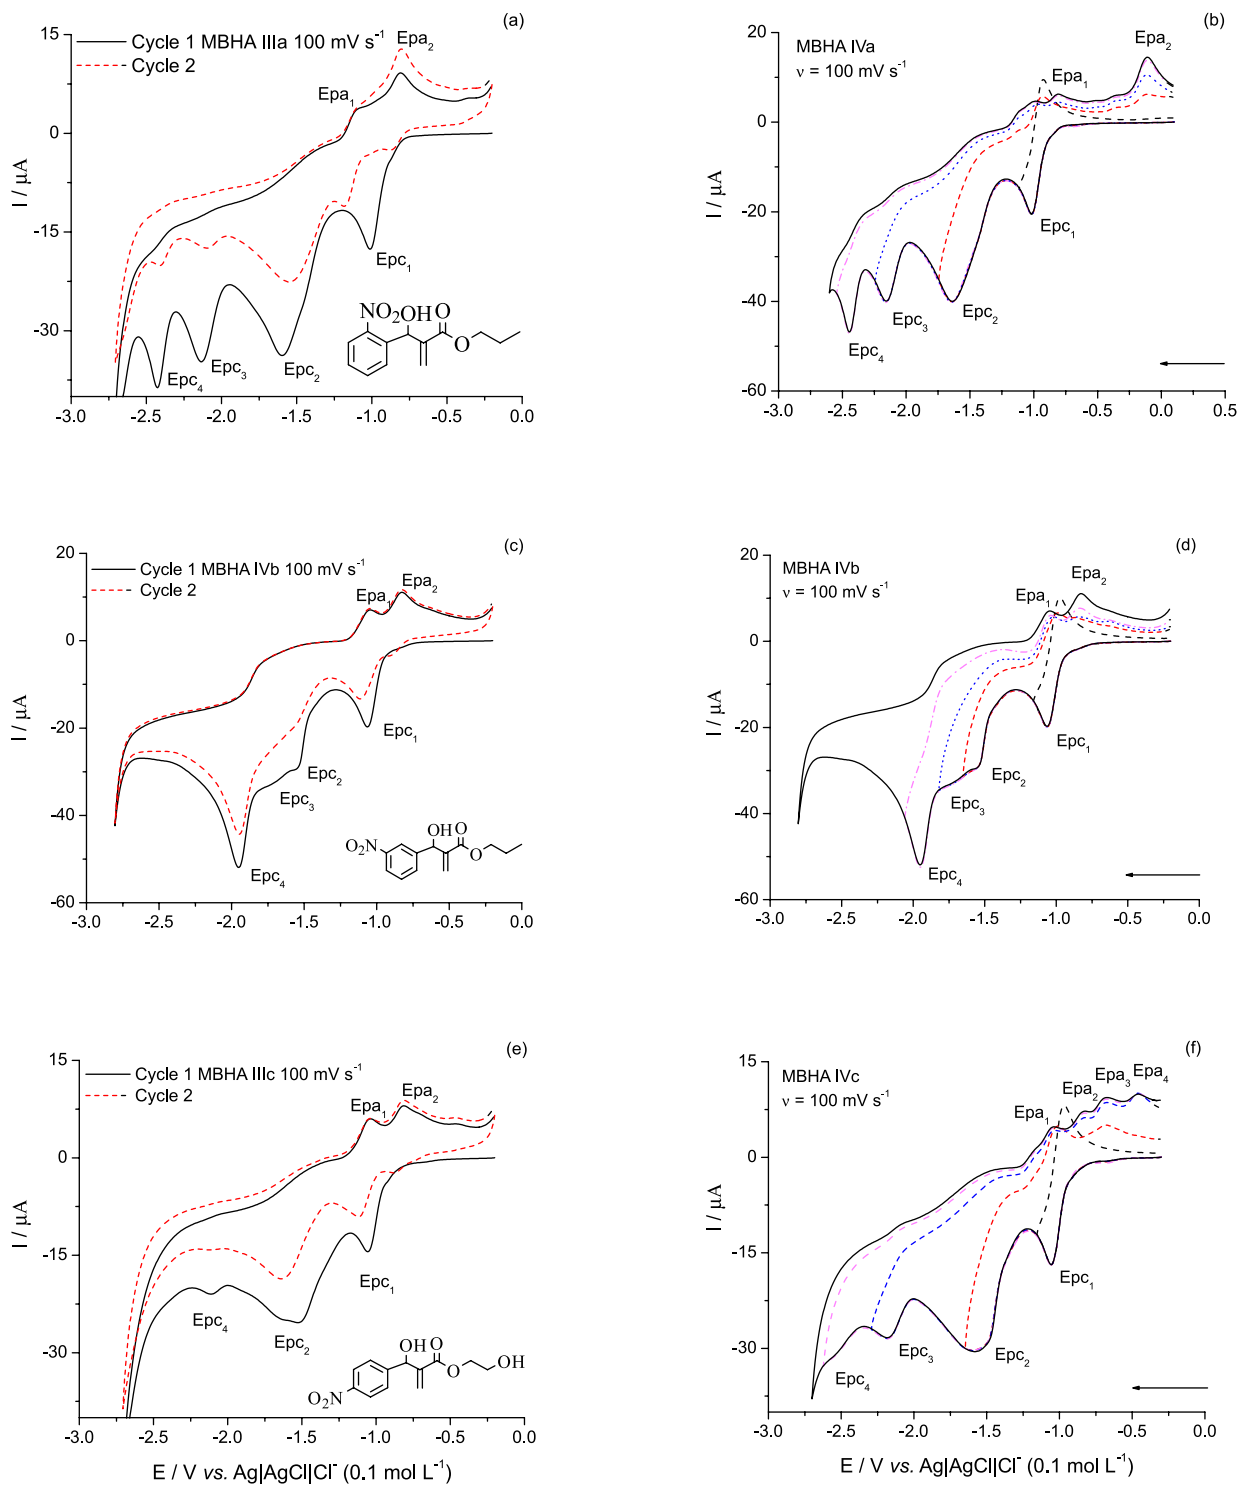 (a)
15
0
-15
-30
I / μA
Cycle 1 MBHA IIIa 100 mV s⁻¹
Cycle 2
Epa₂
Epa₁
Epc₁
Epc₂
Epc₃
Epc₄
NO₂OH
O
O
-3.0 -2.5 -2.0 -1.5 -1.0 -0.5 0.0
(b)
20
0
-20
-40
-60
I / μA
MBHA IVa
ν = 100 mV s⁻¹
Epa₂
Epa₁
Epc₁
Epc₂
Epc₃
Epc₄
-3.0 -2.5 -2.0 -1.5 -1.0 -0.5 0.0 0.5
(c)
20
0
-20
-40
-60
I / μA
Cycle 1 MBHA IVb 100 mV s⁻¹
Cycle 2
Epa₁
Epa₂
Epc₁
Epc₂
Epc₃
Epc₄
OH
O
O₂N
O
-3.0 -2.5 -2.0 -1.5 -1.0 -0.5 0.0
(d)
20
0
-20
-40
-60
I / μA
MBHA IVb
ν = 100 mV s⁻¹
Epa₂
Epa₁
Epc₁
Epc₂
Epc₃
Epc₄
-3.0 -2.5 -2.0 -1.5 -1.0 -0.5 0.0
(e)
15
0
-15
-30
I / μA
Cycle 1 MBHA IIIc 100 mV s⁻¹
Cycle 2
Epa₁
Epa₂
Epc₁
Epc₄
Epc₂
OH
O
OH
O
O₂N
-3.0 -2.5 -2.0 -1.5 -1.0 -0.5 0.0
E / V vs. Ag|AgCl|Cl⁻ (0.1 mol L⁻¹)
(f)
15
0
-15
-30
I / μA
MBHA IVc
ν = 100 mV s⁻¹
Epa₁
Epa₂
Epa₃
Epa₄
Epc₁
Epc₂
Epc₃
Epc₄
-3.0 -2.5 -2.0 -1.5 -1.0 -0.5 0.0
E / V vs. Ag|AgCl|Cl⁻ (0.1 mol L⁻¹)